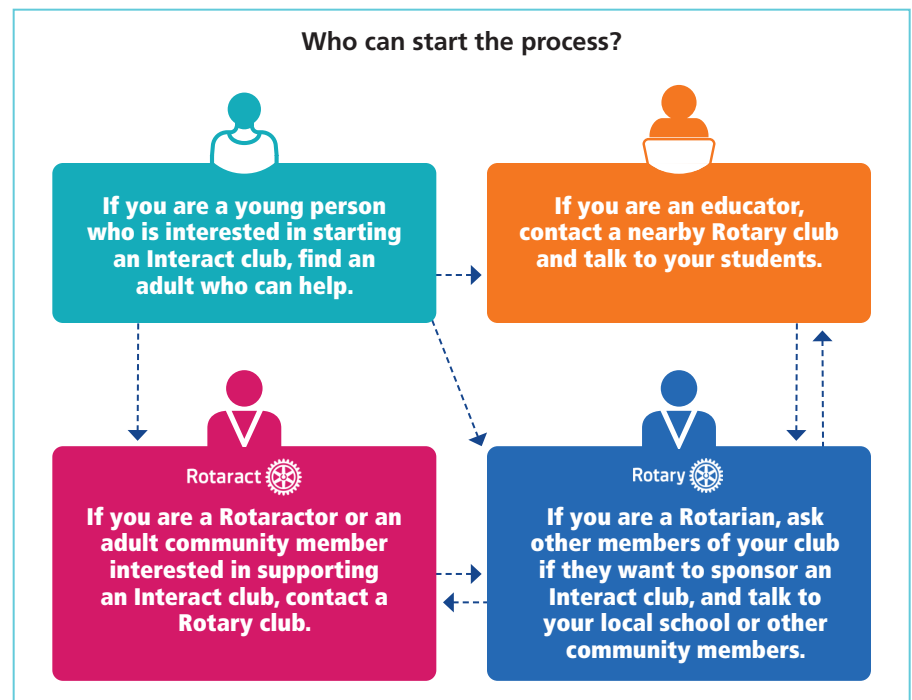 Who can start the process?
If you are a young person
who is interested in starting
an Interact club, find an
adult who can help.
If you are an educator,
contact a nearby Rotary club
and talk to your students.
Rotaract
If you are a Rotaractor or an
adult community member
interested in supporting
an Interact club, contact a
Rotary club.
Rotary
If you are a Rotarian, ask
other members of your club
if they want to sponsor an
Interact club, and talk to
your local school or other
community members.